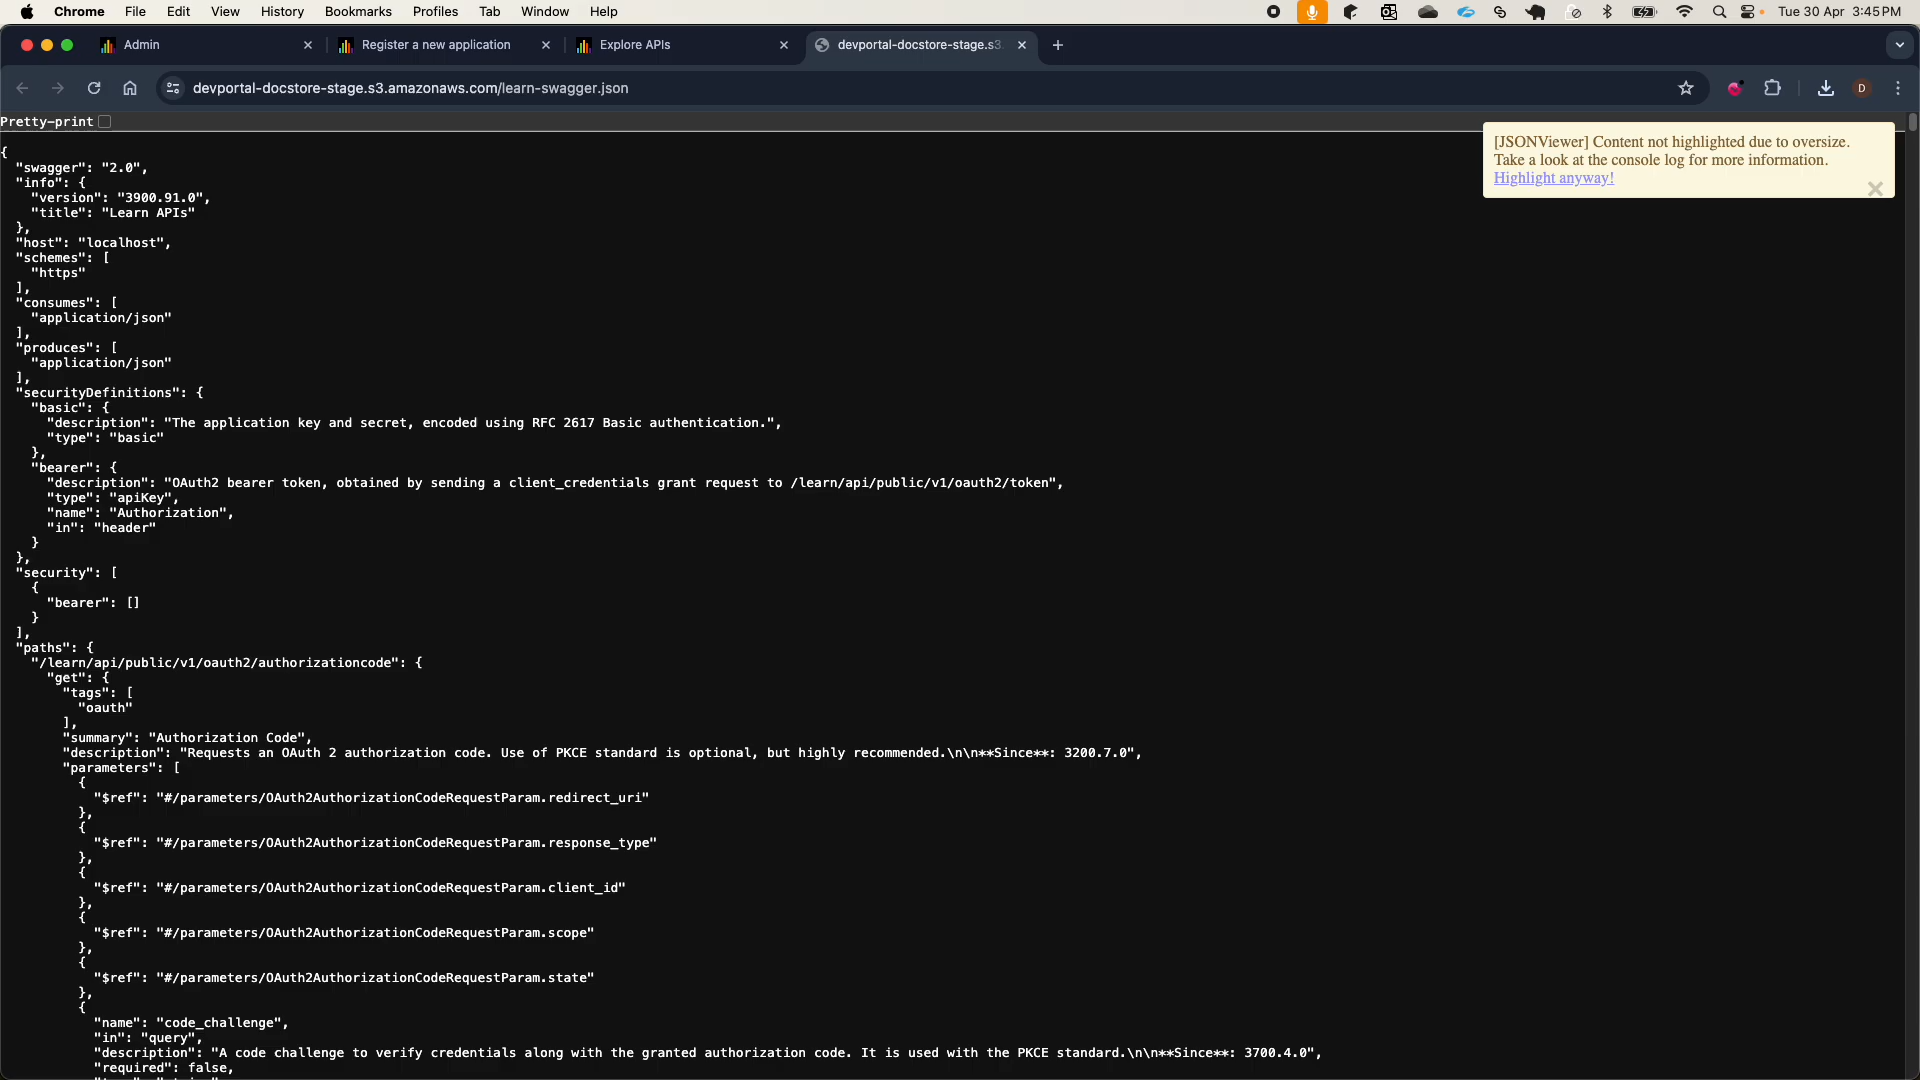 Chrome File Edit View History Bookmarks Profiles Tab Window Help Tue 30 Apr 3:45 PM
Admin Register a new application Explore APIs devportal-docstore-stage.s3.
devportal-docstore-stage.s3.amazonaws.com/learn-swagger.json D
Pretty-print
[JSONViewer] Content not highlighted due to oversize.
Take a look at the console log for more information.
Highlight anyway!
{
"swagger": "2.0",
"info": {
"version": "3900.91.0",
"title": "Learn APIs"
},
"host": "localhost",
"schemes": [
"https"
],
"consumes": [
"application/json"
],
"produces": [
"application/json"
],
"securityDefinitions": {
"basic": {
"description": "The application key and secret, encoded using RFC 2617 Basic authentication.",
"type": "basic"
},
"bearer": {
"description": "OAuth2 bearer token, obtained by sending a client_credentials grant request to /learn/api/public/v1/oauth2/token",
"type": "apiKey",
"name": "Authorization",
"in": "header"
}
},
"security": [
{
"bearer": []
}
],
"paths": {
"/learn/api/public/v1/oauth2/authorizationcode": {
"get": {
"tags": [
"oauth"
],
"summary": "Authorization Code",
"description": "Requests an OAuth 2 authorization code. Use of PKCE standard is optional, but highly recommended.\n\n**Since**: 3200.7.0",
"parameters": [
{
"$ref": "#/parameters/OAuth2AuthorizationCodeRequestParam.redirect_uri"
},
{
"$ref": "#/parameters/OAuth2AuthorizationCodeRequestParam.response_type"
},
{
"$ref": "#/parameters/OAuth2AuthorizationCodeRequestParam.client_id"
},
{
"$ref": "#/parameters/OAuth2AuthorizationCodeRequestParam.scope"
},
{
"$ref": "#/parameters/OAuth2AuthorizationCodeRequestParam.state"
},
{
"name": "code_challenge",
"in": "query",
"description": "A code challenge to verify credentials along with the granted authorization code. It is used with the PKCE standard.\n\n**Since**: 3700.4.0",
"required": false,